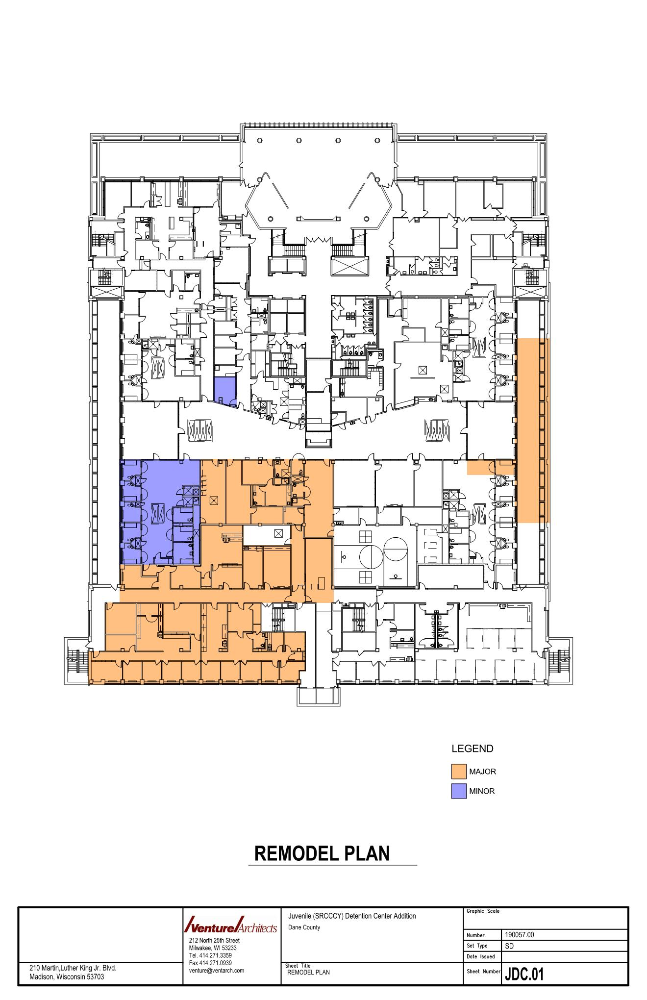 LEGEND
MAJOR
MINOR
REMODEL PLAN
210 Martin,Luther King Jr. Blvd.
Madison, Wisconsin 53703
Venture Architects
212 North 25th Street
Milwakee, WI 53233
Tel. 414.271.3359
Fax 414.271.0939
venture@ventarch.com
Juvenile (SRCCCY) Detention Center Addition
Dane County
Sheet Title
REMODEL PLAN
Graphic Scale
Number 190057.00
Set Type SD
Date Issued
Sheet Number JDC.01